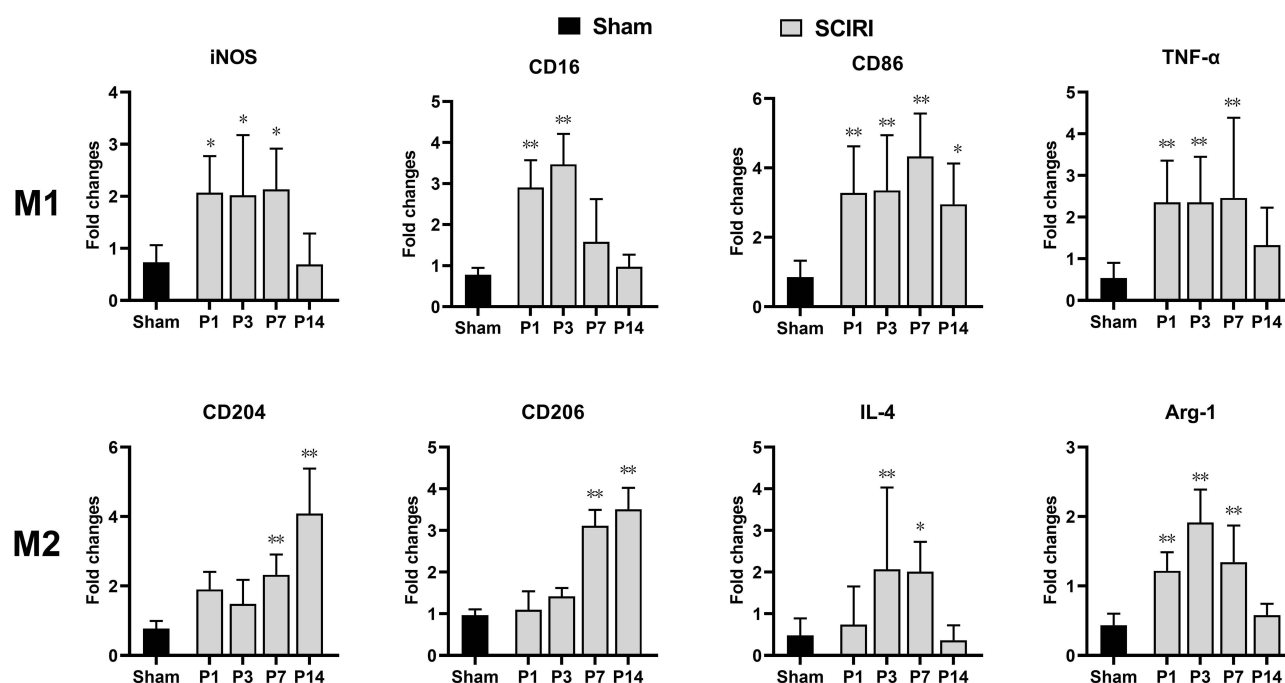 Sham SCIRI
iNOS CD16 CD86 TNF-α
M1
Fold changes
4
3
2
1
0
* * *
Sham P1 P3 P7 P14
Fold changes
5
4
3
2
1
0
** **
Sham P1 P3 P7 P14
Fold changes
6
4
2
0
** ** ** *
Sham P1 P3 P7 P14
Fold changes
5
4
3
2
1
0
** ** **
Sham P1 P3 P7 P14
CD204 CD206 IL-4 Arg-1
M2
Fold changes
6
4
2
0
** **
Sham P1 P3 P7 P14
Fold changes
5
4
3
2
1
0
** **
Sham P1 P3 P7 P14
Fold changes
5
4
3
2
1
0
** *
Sham P1 P3 P7 P14
Fold changes
3
2
1
0
** ** **
Sham P1 P3 P7 P14